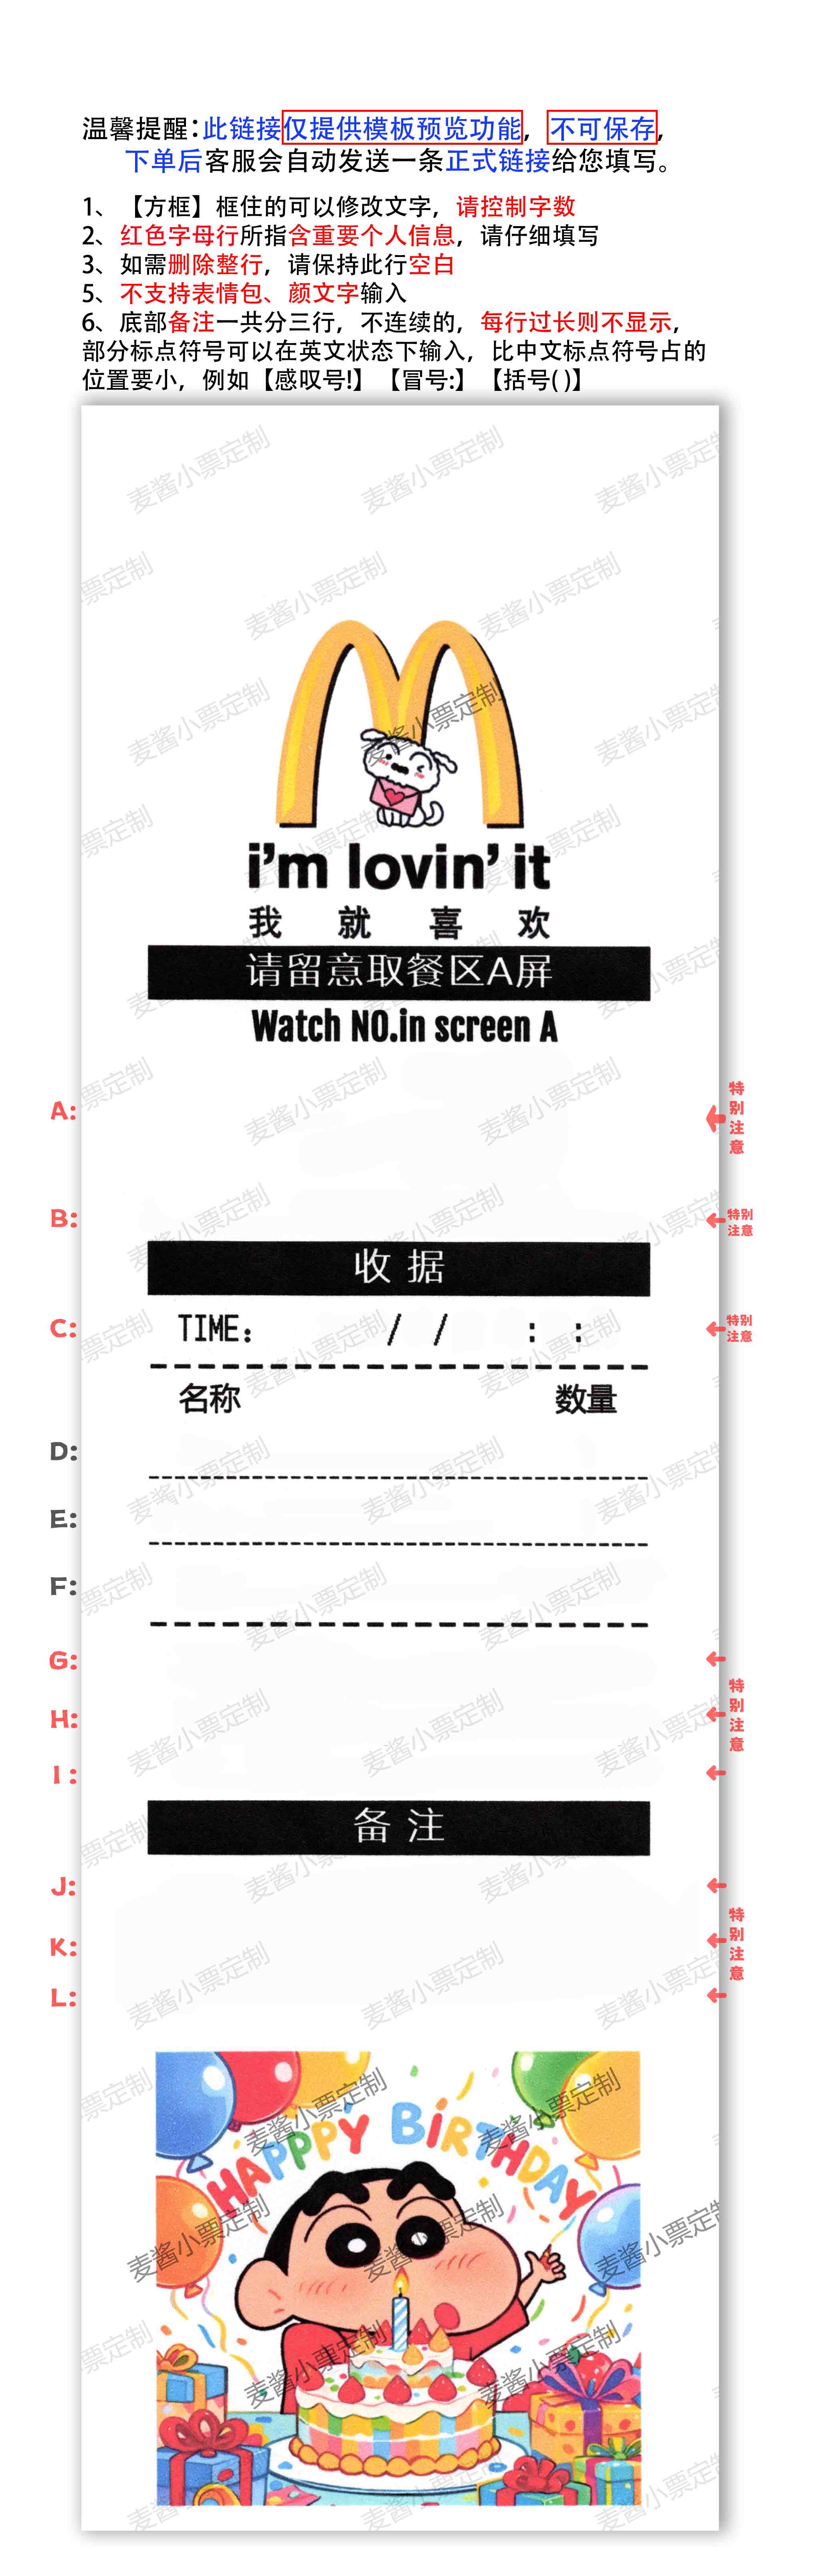 温馨提醒:此链接仅提供模板预览功能，不可保存，
下单后客服会自动发送一条正式链接给您填写。
1、【方框】框住的可以修改文字，请控制字数
2、红色字母行所指含重要个人信息，请仔细填写
3、如需删除整行，请保持此行空白
5、不支持表情包、颜文字输入
6、底部备注一共分三行，不连续的，每行过长则不显示，
部分标点符号可以在英文状态下输入，比中文标点符号占的
位置要小，例如【感叹号!】【冒号:】【括号( )】
麦酱小票定制
i'm lovin' it
我就喜欢
请留意取餐区A屏
Watch NO.in screen A
A: 特别注意
B: 特别注意
收据
C: TIME: / / : : 特别注意
名称 数量
D:
E:
F:
G:
H: 特别注意
I:
备注
J:
K: 特别注意
L:
HAPPPY BIRTHDAY